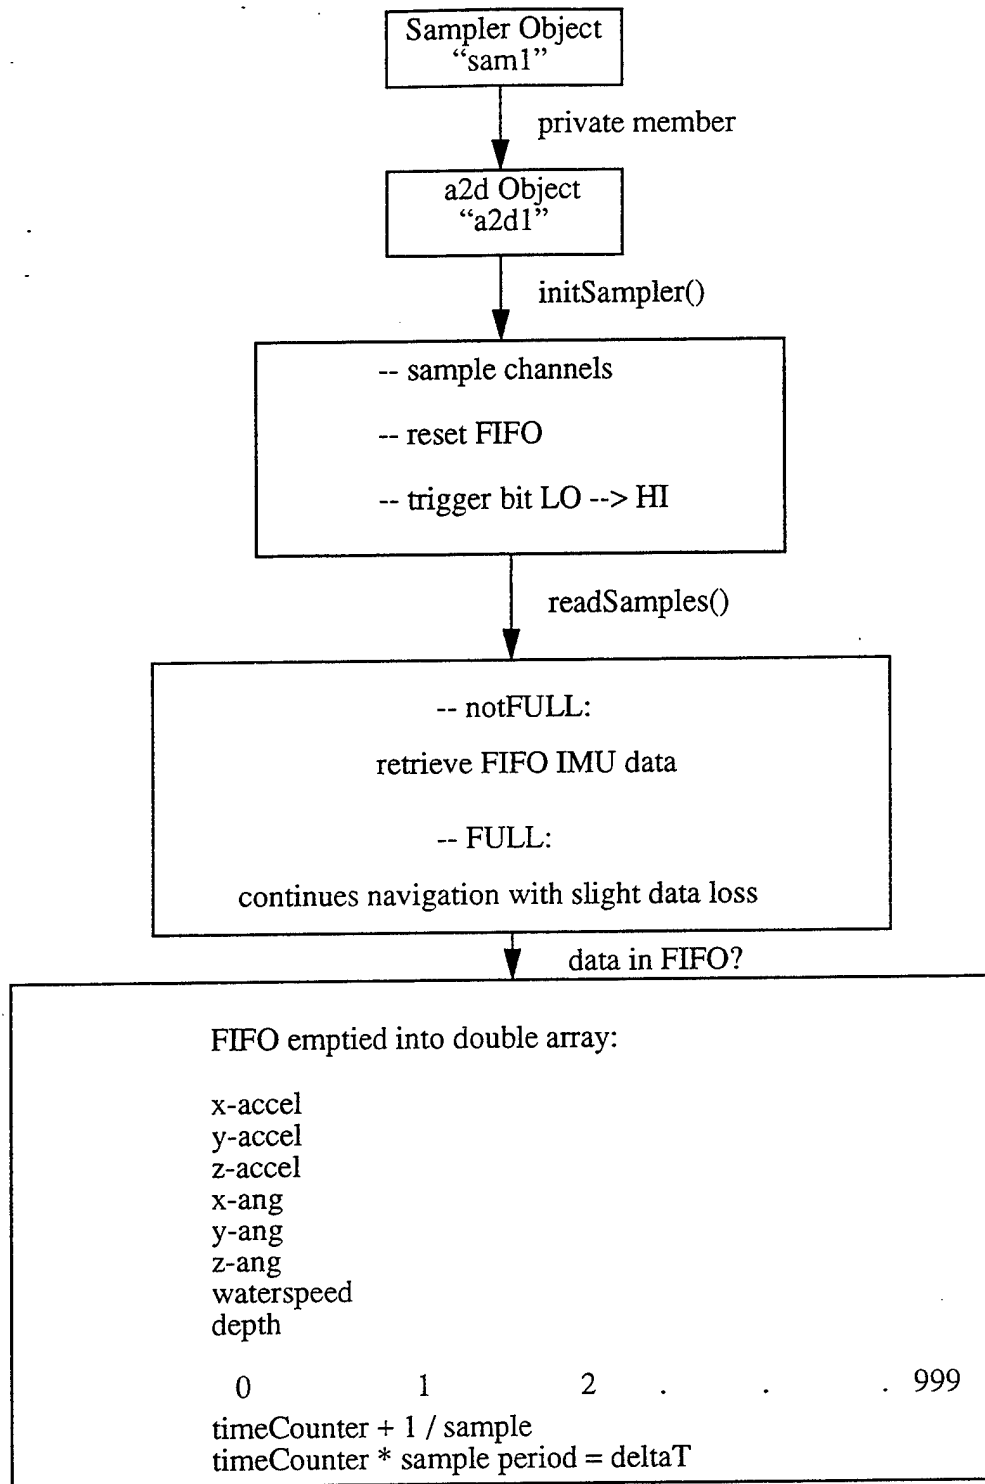 Sampler Object
“sam1”
private member
a2d Object
“a2d1”
initSampler()
-- sample channels
-- reset FIFO
-- trigger bit LO --> HI
readSamples()
-- notFULL:
retrieve FIFO IMU data
-- FULL:
continues navigation with slight data loss
data in FIFO?
FIFO emptied into double array:
x-accel
y-accel
z-accel
x-ang
y-ang
z-ang
waterspeed
depth
0 1 2 . . . 999
timeCounter + 1 / sample
timeCounter * sample period = deltaT